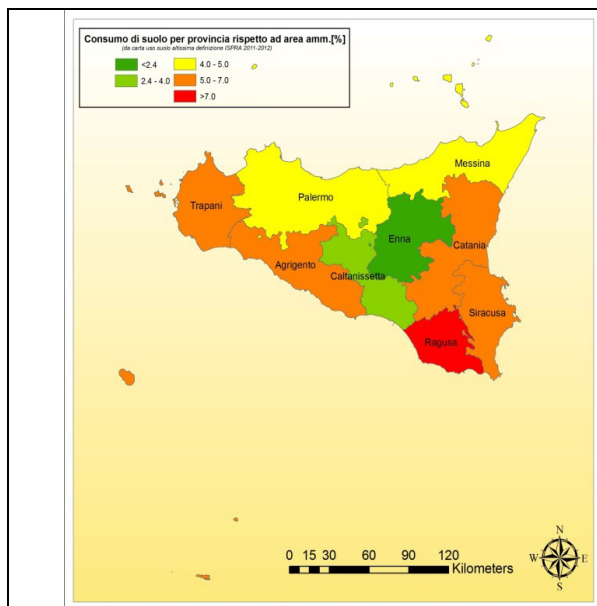 Consumo di suolo per provincia rispetto ad area amm.[%]
(da carta uso suolo altissima definizione ISPRA 2011-2012)
<2.4
4.0 - 5.0
2.4 - 4.0
5.0 - 7.0
>7.0
Messina
Trapani
Palermo
Enna
Catania
Agrigento
Caltanissetta
Siracusa
Ragusa
N
W E
S
0 15 30 60 90 120
Kilometers